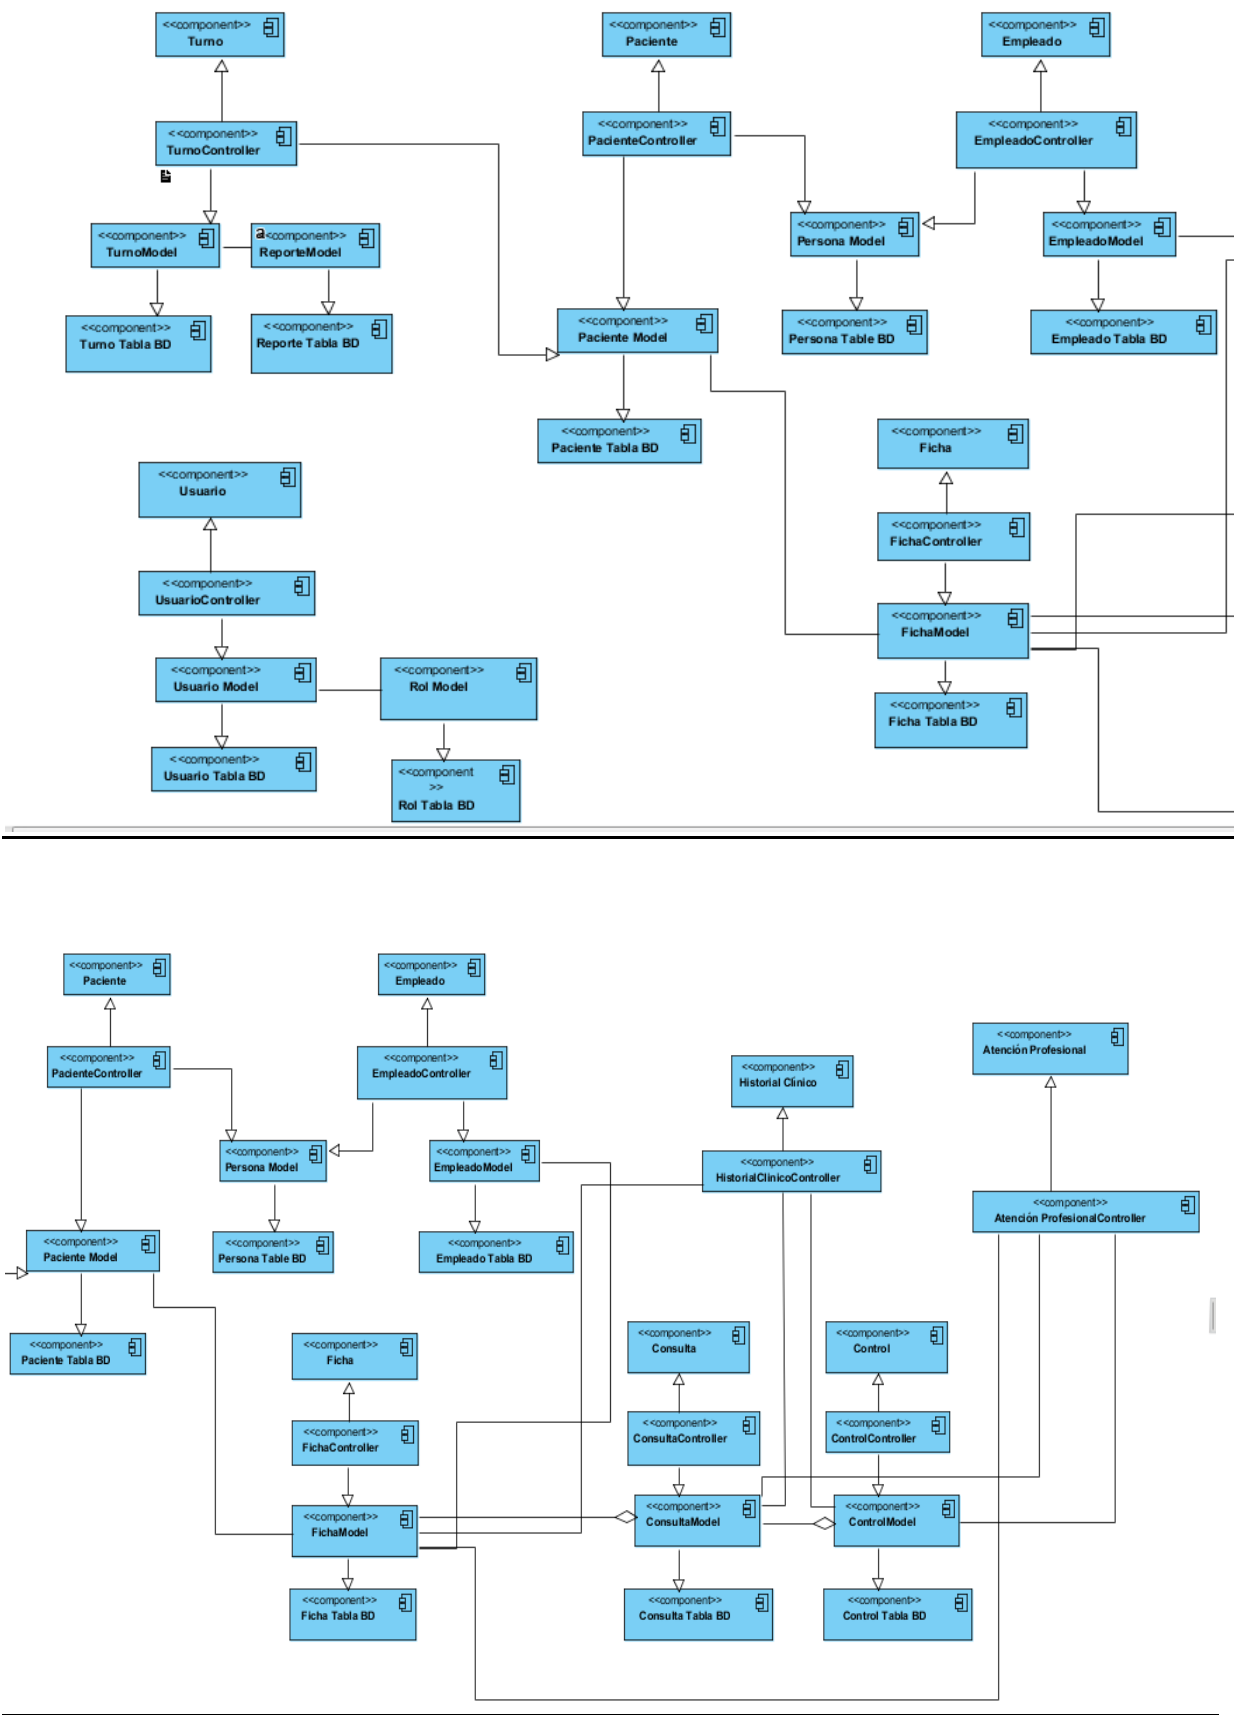 <<component>>
Turno
<<component>>
Paciente
<<component>>
Empleado
<<component>>
TurnoController
<<component>>
PacienteController
<<component>>
EmpleadoController
<<component>>
TurnoModel
a
<<component>>
ReporteModel
<<component>>
Persona Model
<<component>>
EmpleadoModel
<<component>>
Turno Tabla BD
<<component>>
Reporte Tabla BD
<<component>>
Paciente Model
<<component>>
Persona Table BD
<<component>>
Empleado Tabla BD
<<component>>
Paciente Tabla BD
<<component>>
Ficha
<<component>>
Usuario
<<component>>
FichaController
<<component>>
UsuarioController
<<component>>
FichaModel
<<component>>
Usuario Model
<<component>>
Rol Model
<<component>>
Ficha Tabla BD
<<component>>
Usuario Tabla BD
<<component
>>
Rol Tabla BD
<<component>>
Paciente
<<component>>
Empleado
<<component>>
Atención Profesional
<<component>>
PacienteController
<<component>>
EmpleadoController
<<component>>
Historial Clínico
<<component>>
Persona Model
<<component>>
EmpleadoModel
<<component>>
HistorialClinicoController
<<component>>
Atención ProfesionalController
<<component>>
Paciente Model
<<component>>
Persona Table BD
<<component>>
Empleado Tabla BD
<<component>>
Paciente Tabla BD
<<component>>
Ficha
<<component>>
Consulta
<<component>>
Control
<<component>>
FichaController
<<component>>
ConsultaController
<<component>>
ControlController
<<component>>
FichaModel
<<component>>
ConsultaModel
<<component>>
ControlModel
<<component>>
Ficha Tabla BD
<<component>>
Consulta Tabla BD
<<component>>
Control Tabla BD